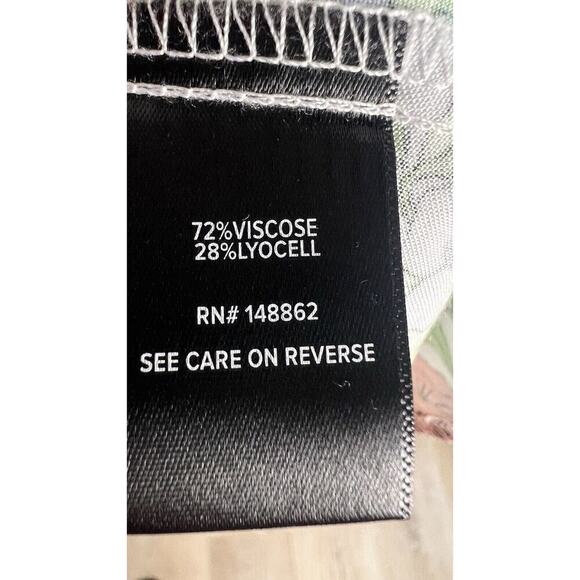 72%VISCOSE
28%LYOCELL
RN# 148862
SEE CARE ON REVERSE